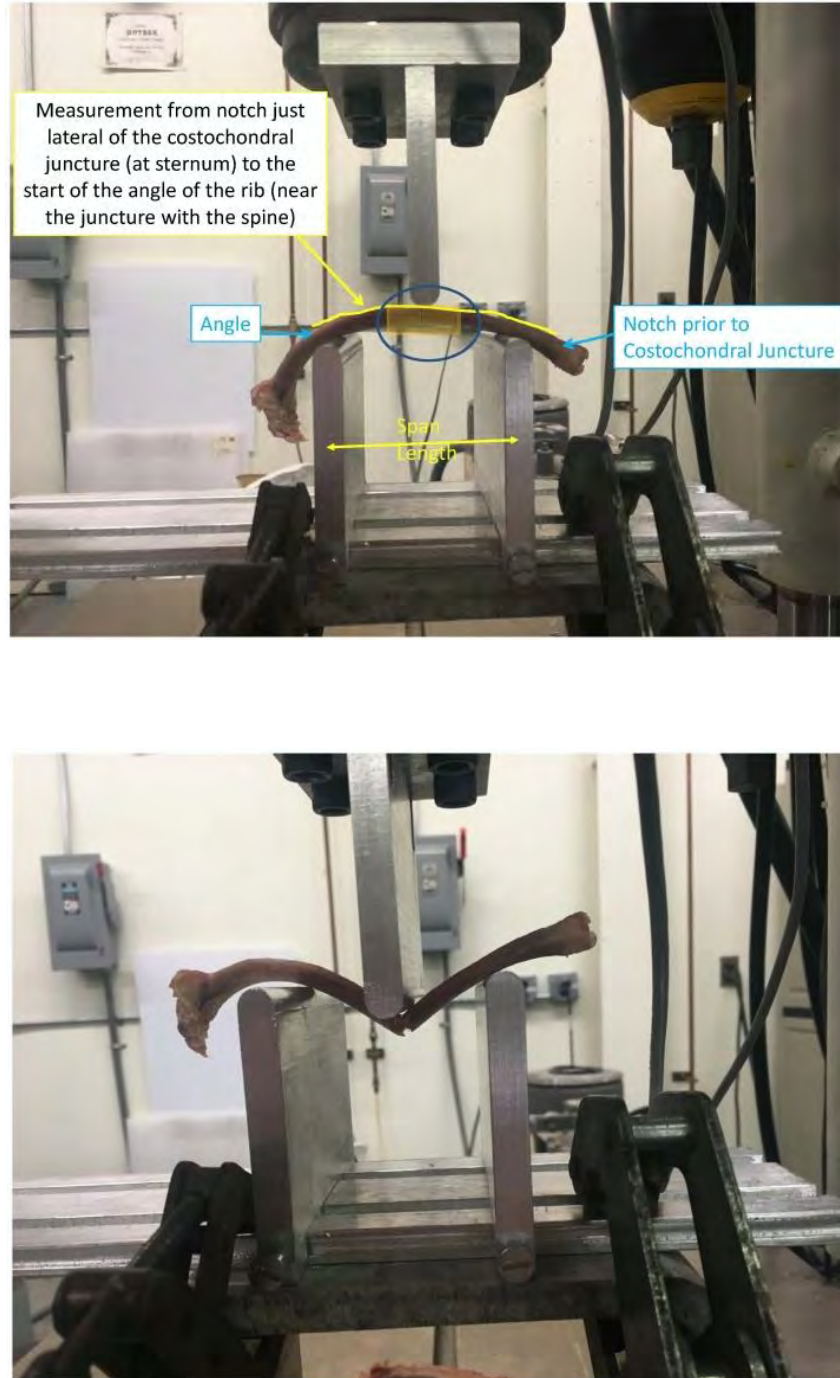 Measurement from notch just
lateral of the costochondral
juncture (at sternum) to the
start of the angle of the rib (near
the juncture with the spine)
Angle
Notch prior to
Costochondral Juncture
Span
Length